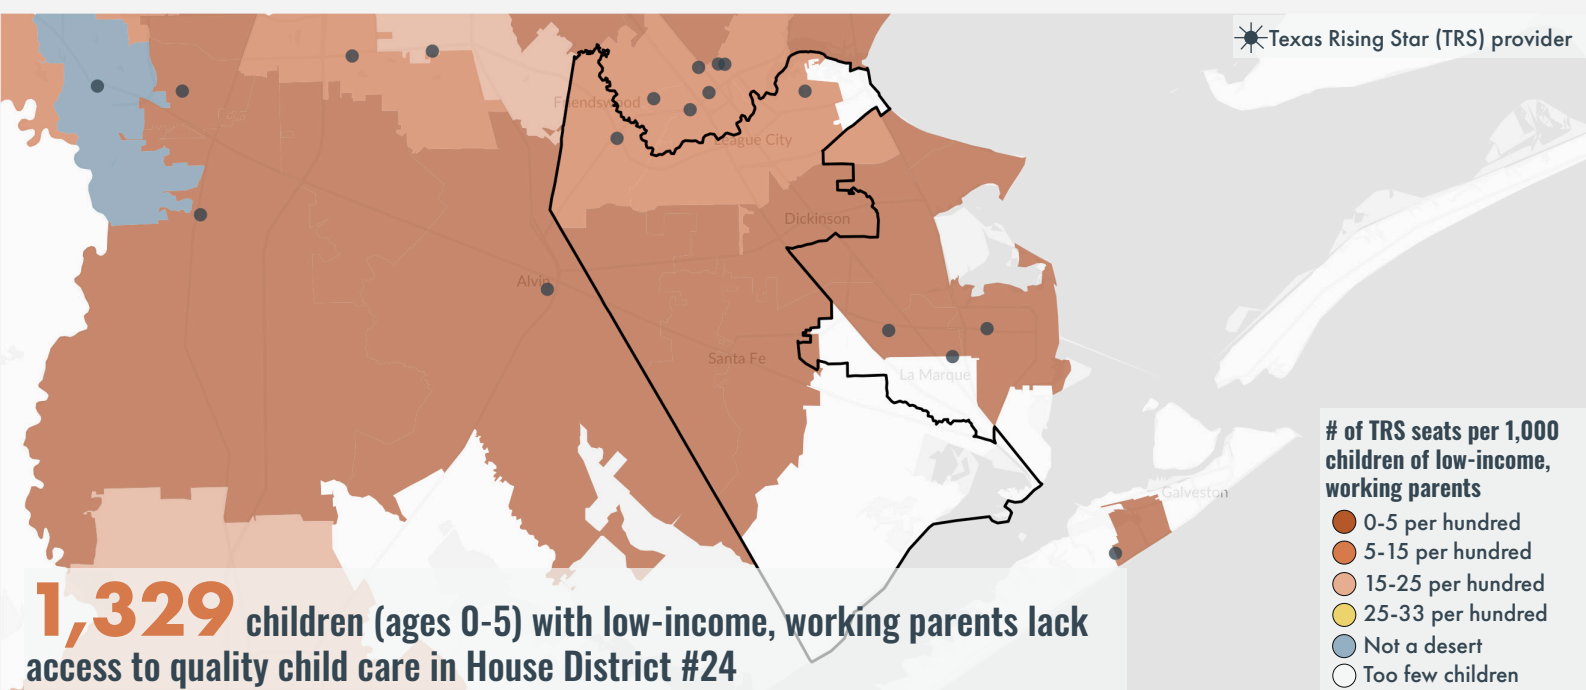 Texas Rising Star (TRS) provider
Friendswood
League City
Dickinson
Alvin
Santa Fe
La Marque
Galveston
# of TRS seats per 1,000
children of low-income,
working parents
0-5 per hundred
5-15 per hundred
15-25 per hundred
25-33 per hundred
Not a desert
Too few children
1,329 children (ages 0-5) with low-income, working parents lack
access to quality child care in House District #24